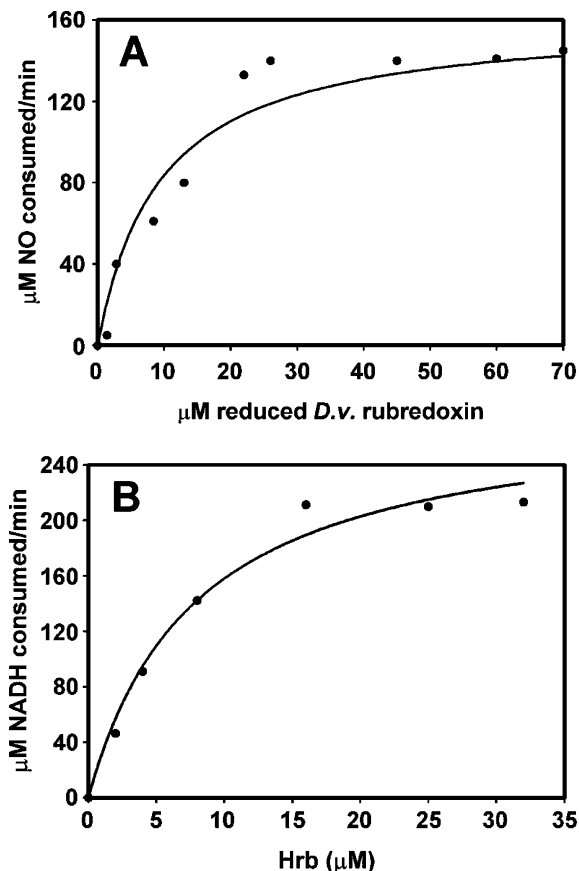 A
160
120
80
40
0
μM NO consumed/min
0 10 20 30 40 50 60 70
μM reduced D.v. rubredoxin
B
240
200
160
120
80
40
0
μM NADH consumed/min
0 5 10 15 20 25 30 35
Hrb (μM)